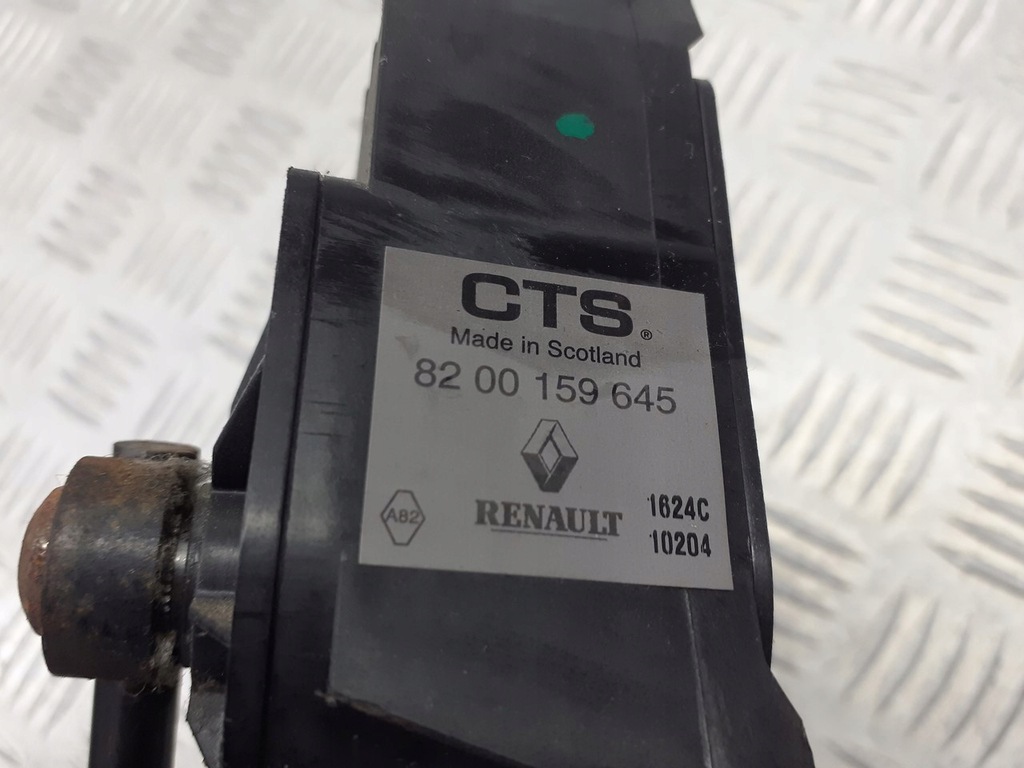 CTS®
Made in Scotland
82 00 159 645
A82
RENAULT
1624C
10204